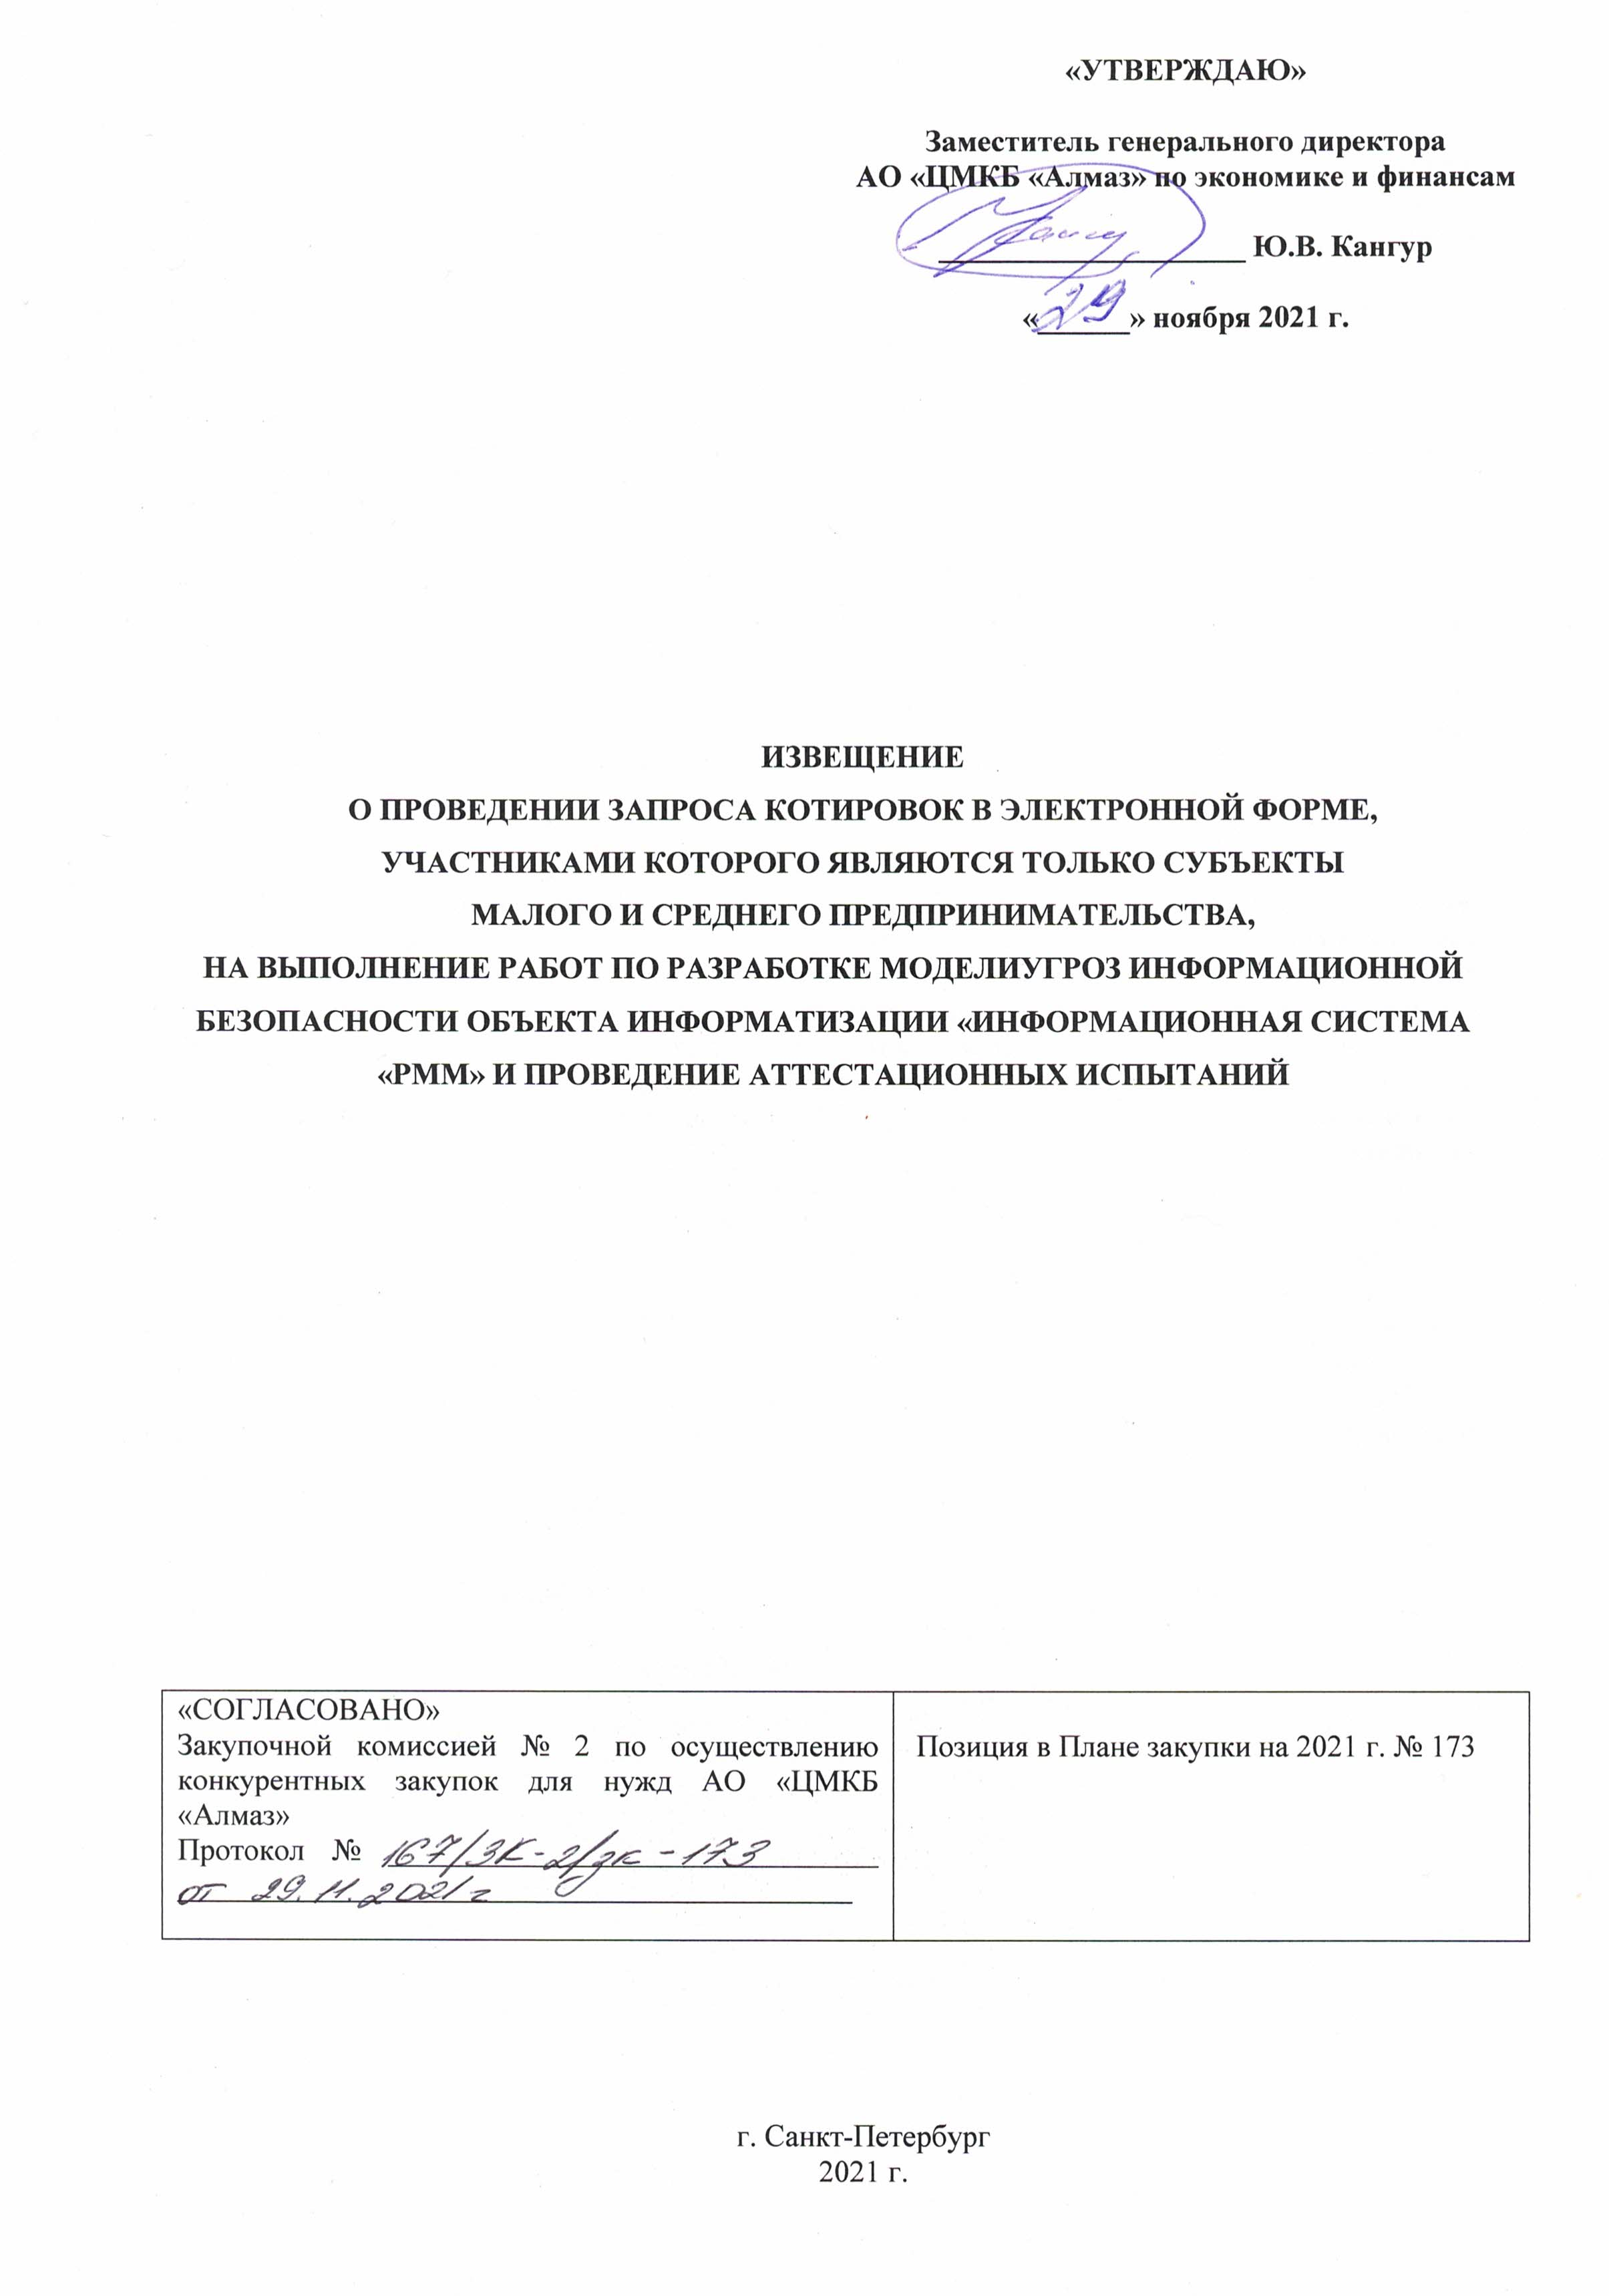 «УТВЕРЖДАЮ»
Заместитель генерального директора
АО «ЦМКБ «Алмаз» по экономике и финансам
Ю.В. Кангур
«29» ноября 2021 г.
ИЗВЕЩЕНИЕ
О ПРОВЕДЕНИИ ЗАПРОСА КОТИРОВОК В ЭЛЕКТРОННОЙ ФОРМЕ,
УЧАСТНИКАМИ КОТОРОГО ЯВЛЯЮТСЯ ТОЛЬКО СУБЪЕКТЫ
МАЛОГО И СРЕДНЕГО ПРЕДПРИНИМАТЕЛЬСТВА,
НА ВЫПОЛНЕНИЕ РАБОТ ПО РАЗРАБОТКЕ МОДЕЛИУГРОЗ ИНФОРМАЦИОННОЙ
БЕЗОПАСНОСТИ ОБЪЕКТА ИНФОРМАТИЗАЦИИ «ИНФОРМАЦИОННАЯ СИСТЕМА
«РММ» И ПРОВЕДЕНИЕ АТТЕСТАЦИОННЫХ ИСПЫТАНИЙ
«СОГЛАСОВАНО»
Закупочной комиссией № 2 по осуществлению
конкурентных закупок для нужд АО «ЦМКБ
«Алмаз»
Протокол № 167/ЗК-2/зк-173
от 29.11.2021г
Позиция в Плане закупки на 2021 г. № 173
г. Санкт-Петербург
2021 г.